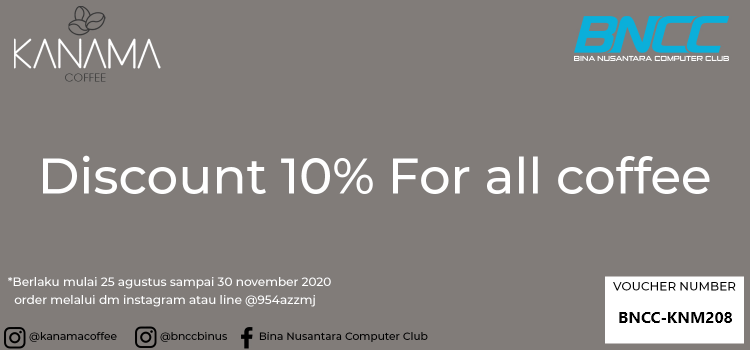 KANAMA
COFFEE
BNCC
BINA NUSANTARA COMPUTER CLUB
Discount 10% For all coffee
*Berlaku mulai 25 agustus sampai 30 november 2020
order melalui dm instagram atau line @954azzmj
VOUCHER NUMBER
BNCC-KNM208
@kanamacoffee @bnccbinus Bina Nusantara Computer Club